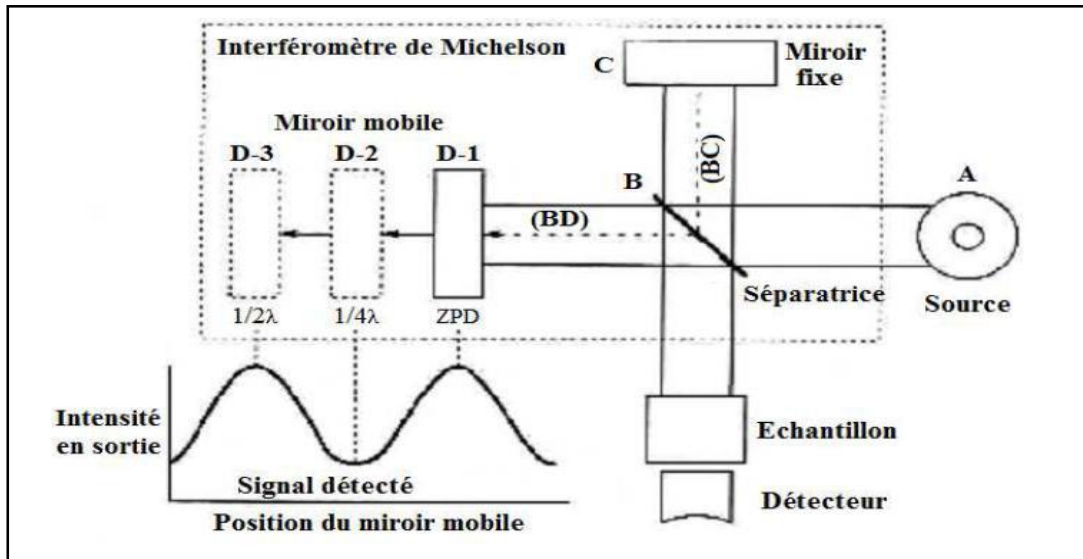 Interféromètre de Michelson
C
Miroir
fixe
Miroir mobile
D-3
D-2
D-1
B
(BC)
A
(BD)
Séparatrice
Source
1/2λ
1/4λ
ZPD
Intensité
en sortie
Echantillon
Signal détecté
Détecteur
Position du miroir mobile